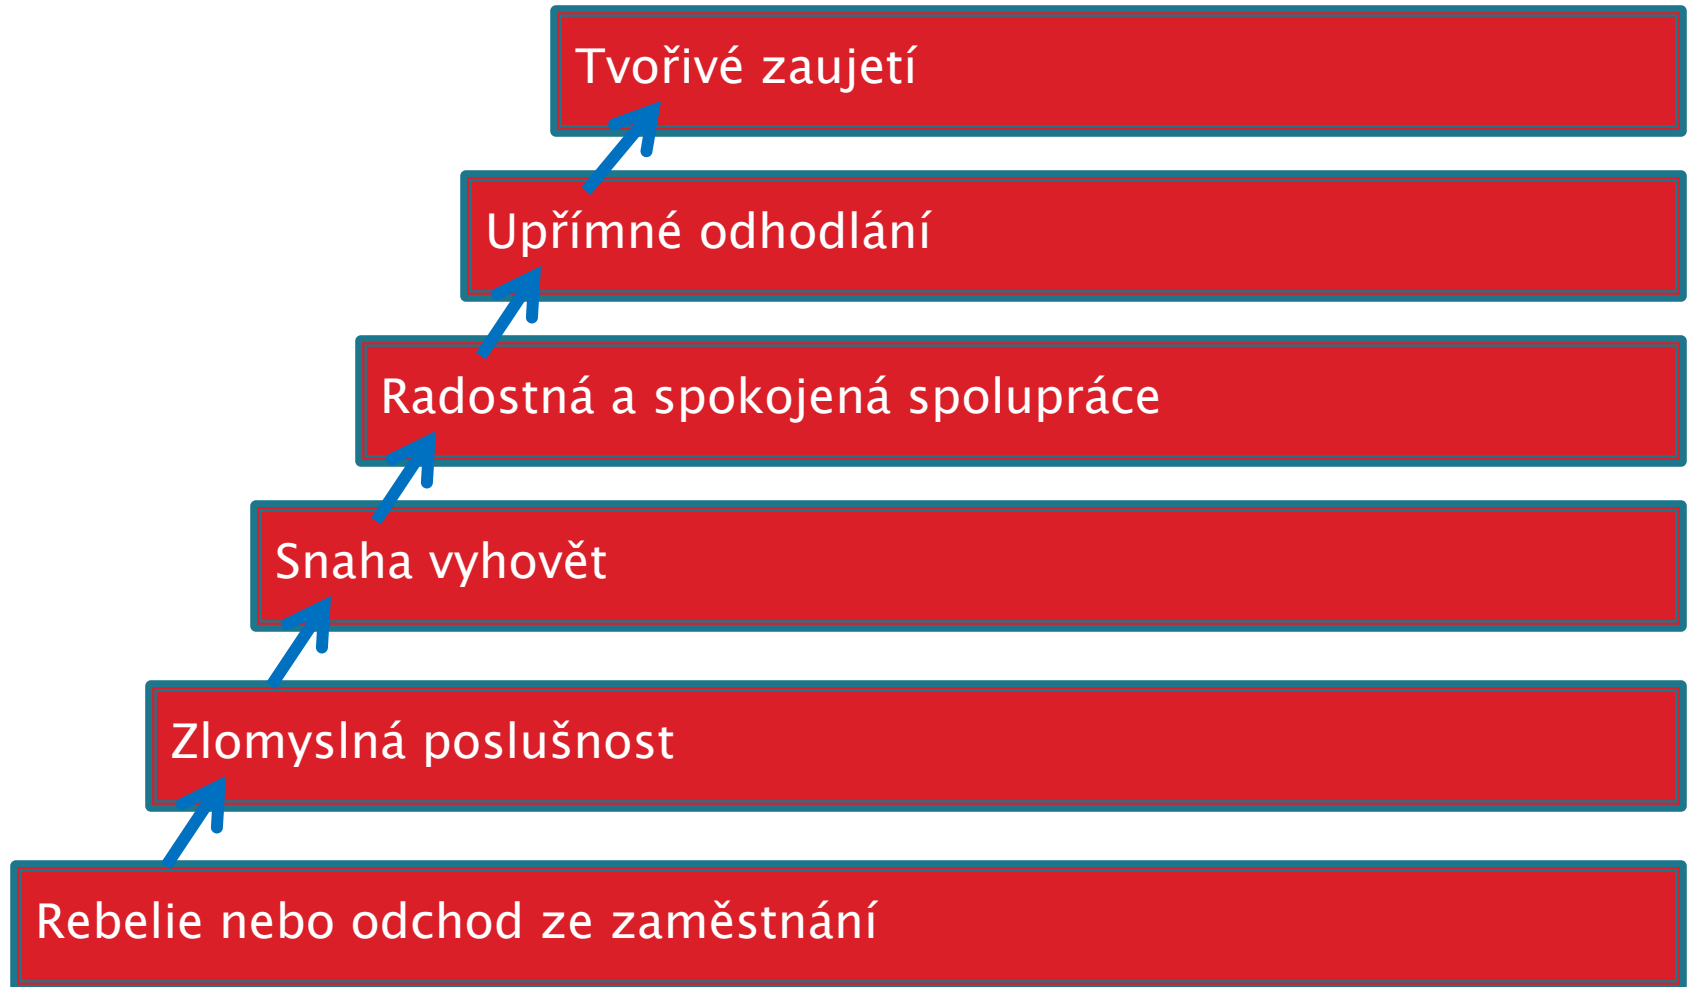 Tvořivé zaujetí
Upřímné odhodlání
Radostná a spokojená spolupráce
Snaha vyhovět
Zlomyslná poslušnost
Rebelie nebo odchod ze zaměstnání